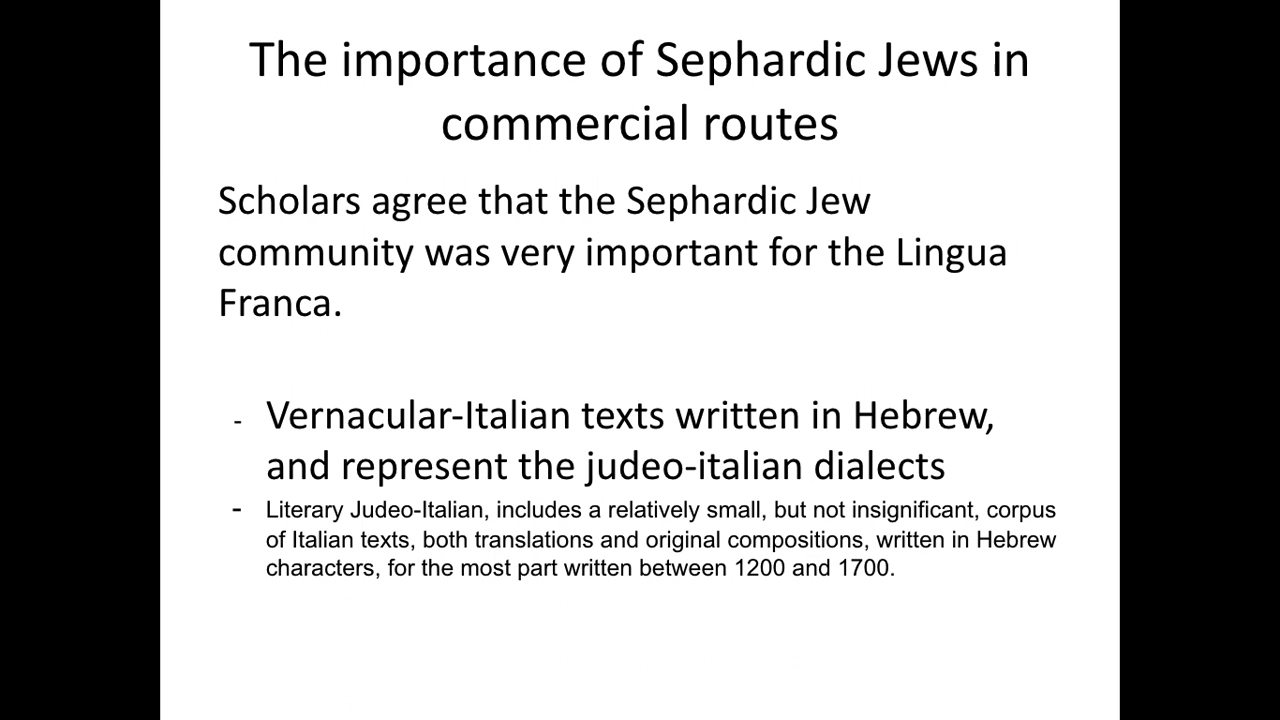 The importance of Sephardic Jews in
commercial routes
Scholars agree that the Sephardic Jew
community was very important for the Lingua
Franca.
- Vernacular-Italian texts written in Hebrew,
and represent the judeo-italian dialects
- Literary Judeo-Italian, includes a relatively small, but not insignificant, corpus
of Italian texts, both translations and original compositions, written in Hebrew
characters, for the most part written between 1200 and 1700.